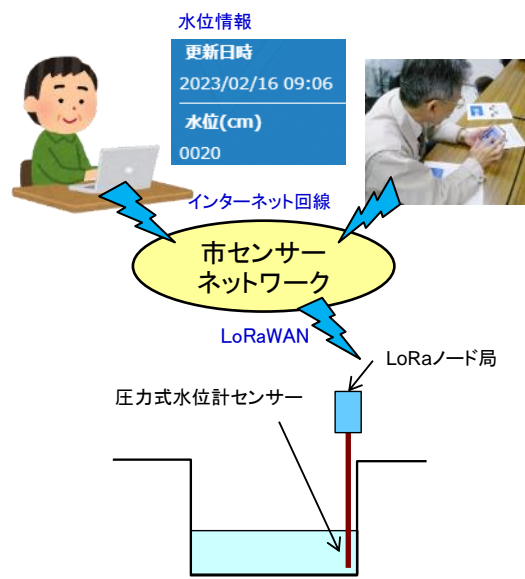 水位情報
更新日時
2023/02/16 09:06
水位(cm)
0020
インターネット回線
市センサー
ネットワーク
LoRaWAN
LoRaノード局
圧力式水位計センサー